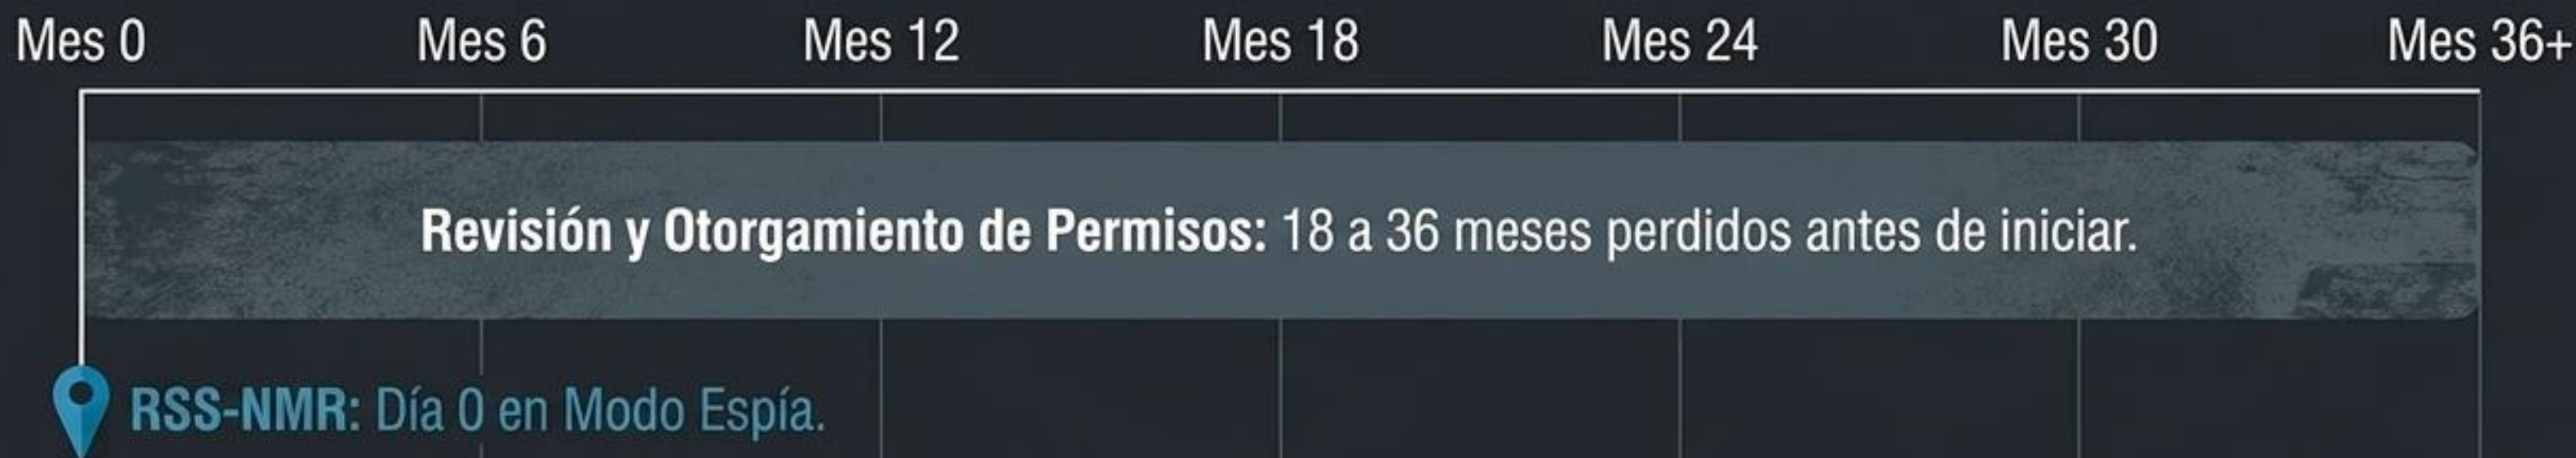 Mes 0 Mes 6 Mes 12 Mes 18 Mes 24 Mes 30 Mes 36+
Revisión y Otorgamiento de Permisos: 18 a 36 meses perdidos antes de iniciar.
RSS-NMR: Día 0 en Modo Espía.